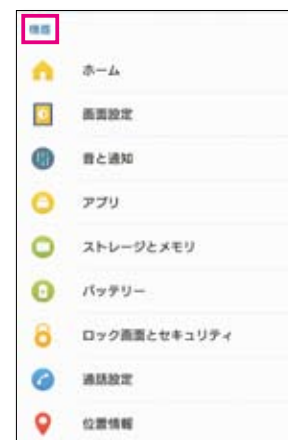 機器
ホーム
画面設定
音と通知
アプリ
ストレージとメモリ
バッテリー
ロック画面とセキュリティ
通話設定
位置情報